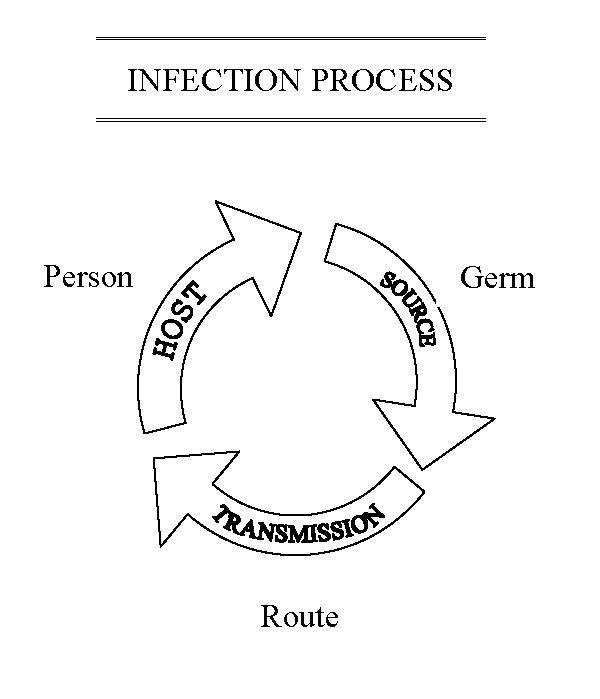 INFECTION PROCESS
Person
HOST
SOURCE
Germ
TRANSMISSION
Route